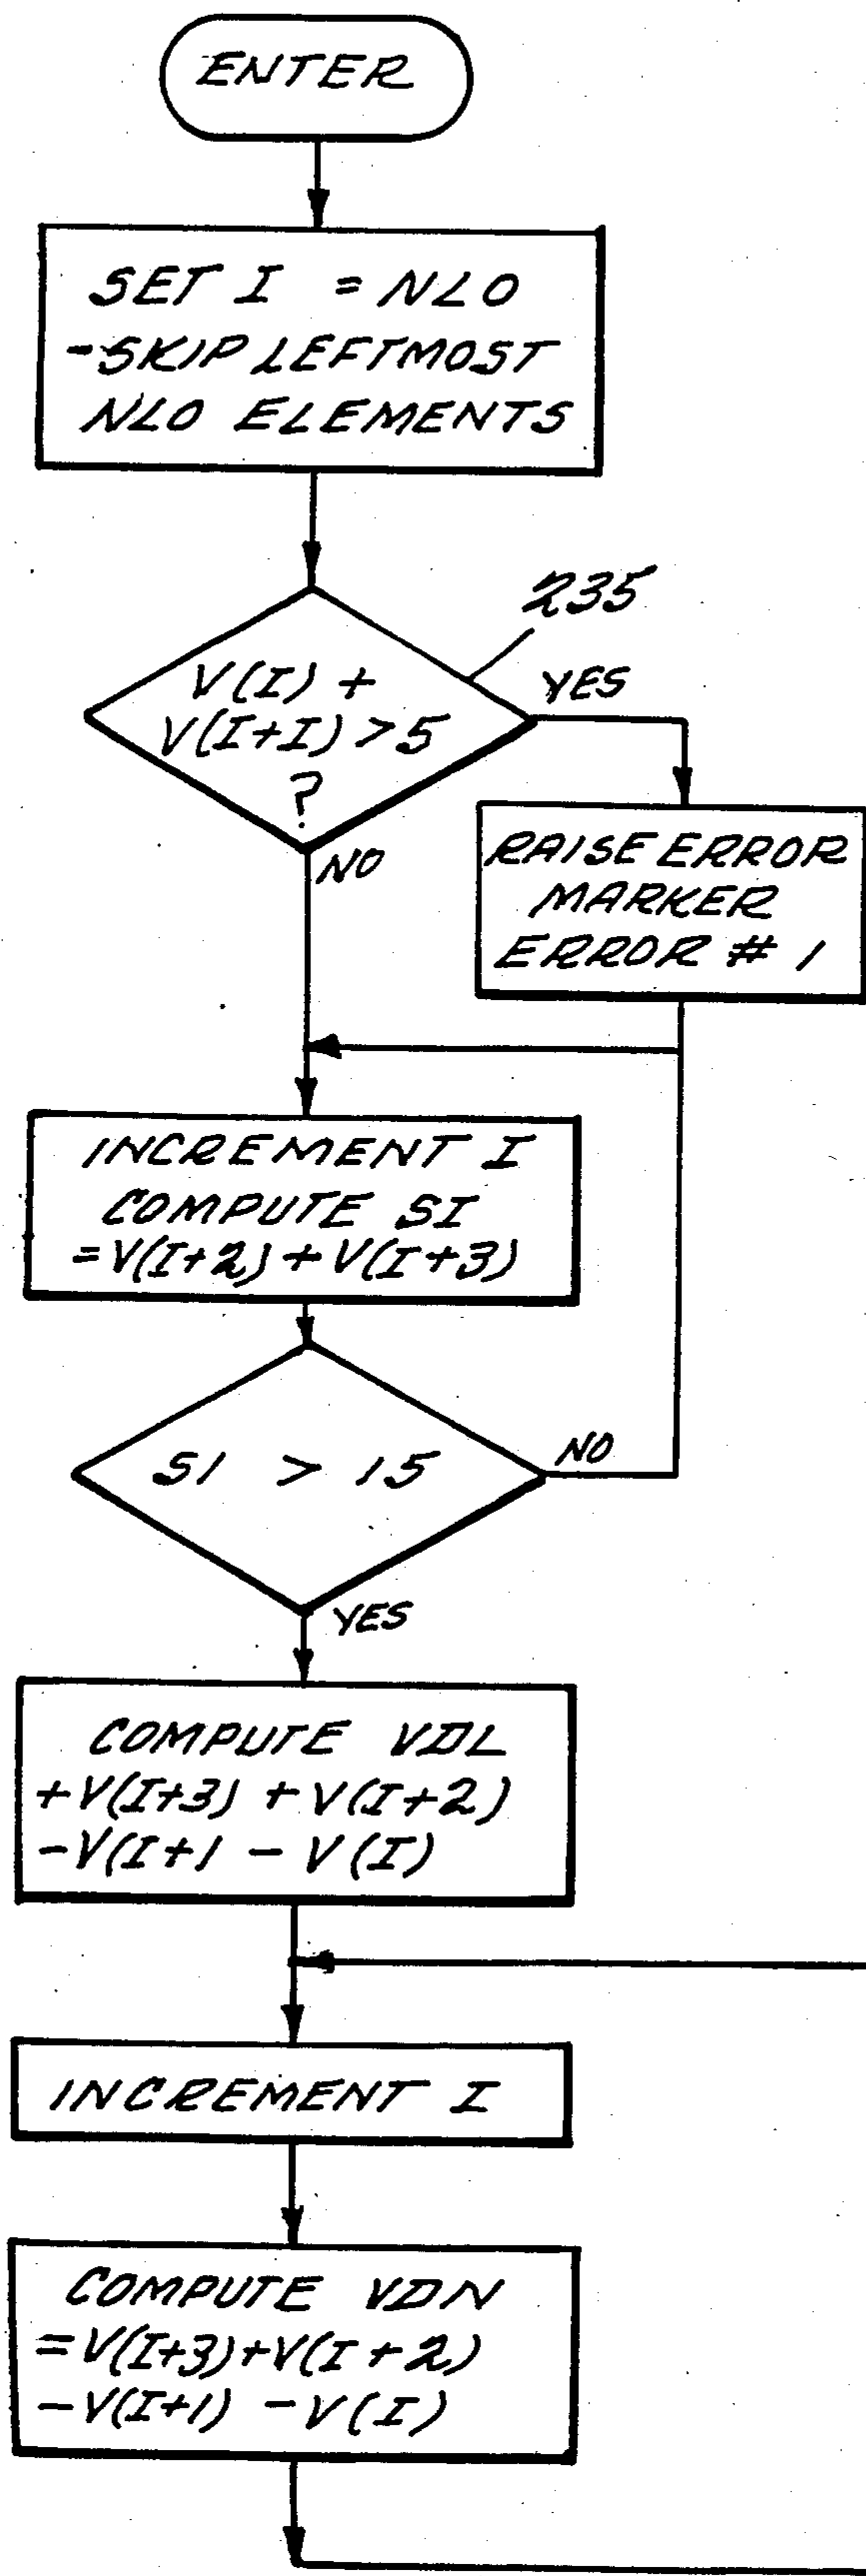 ENTER
SET I = NLO
-SKIP LEFTMOST
NLO ELEMENTS
235
V(I) +
V(I+I) > 5
?
YES
NO
RAISE ERROR
MARKER
ERROR # 1
INCREMENT I
COMPUTE SI
=V(I+2) + V(I+3)
SI > 15
NO
YES
COMPUTE VDL
+V(I+3) + V(I+2)
-V(I+1 - V(I)
INCREMENT I
COMPUTE VDN
=V(I+3)+V(I+2)
-V(I+1) -V(I)